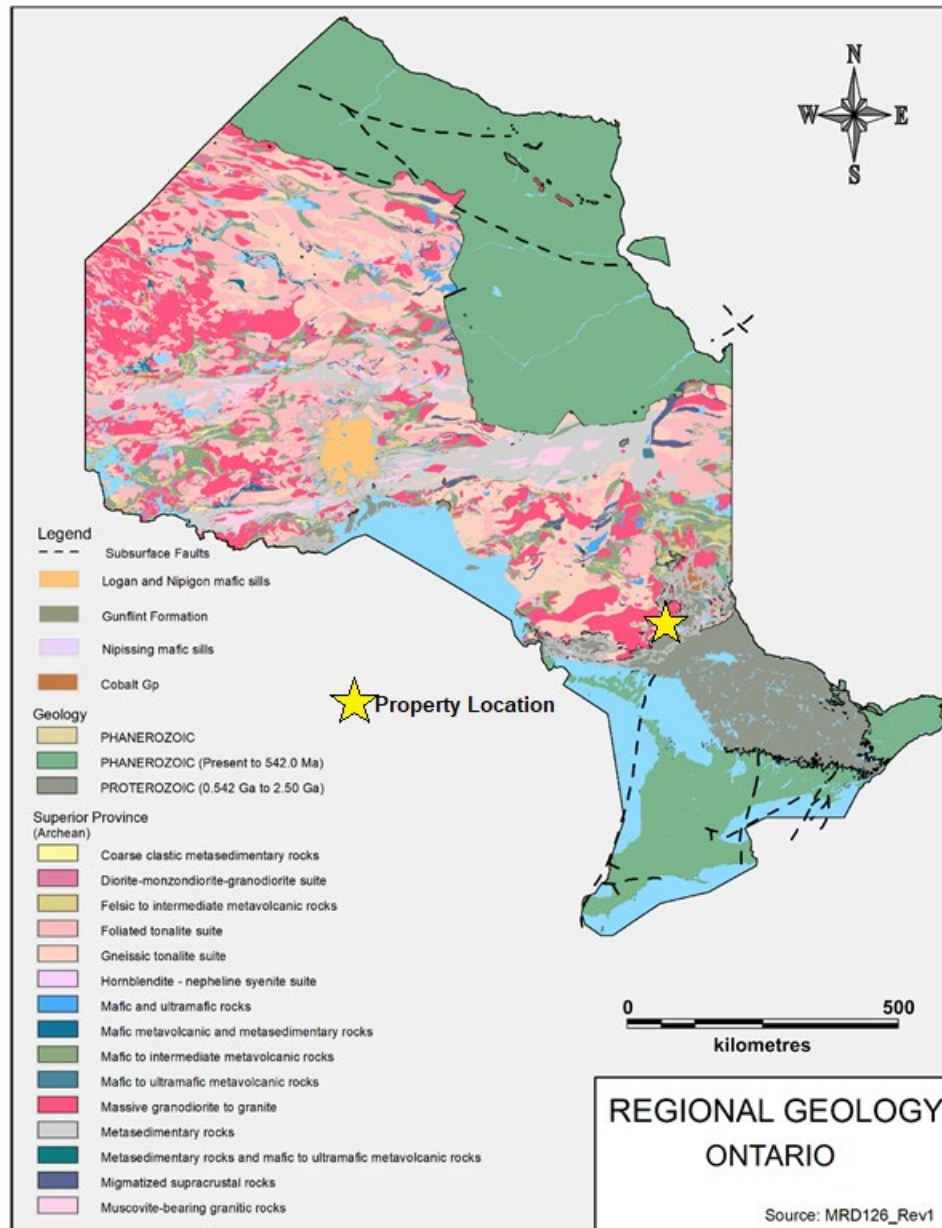 N
W E
S
Legend
Subsurface Faults
Logan and Nipigon mafic sills
Gunflint Formation
Nipissing mafic sills
Cobalt Gp
Property Location
Geology
PHANEROZOIC
PHANEROZOIC (Present to 542.0 Ma)
PROTEROZOIC (0.542 Ga to 2.50 Ga)
Superior Province
(Archean)
Coarse clastic metasedimentary rocks
Diorite-monzondiorite-granodiorite suite
Felsic to intermediate metavolcanic rocks
Foliated tonalite suite
Gneissic tonalite suite
Hornblendite - nepheline syenite suite
Mafic and ultramafic rocks
Mafic metavolcanic and metasedimentary rocks
Mafic to intermediate metavolcanic rocks
Mafic to ultramafic metavolcanic rocks
Massive granodiorite to granite
Metasedimentary rocks
Metasedimentary rocks and mafic to ultramafic metavolcanic rocks
Migmatized supracrustal rocks
Muscovite-bearing granitic rocks
0 500
kilometres
REGIONAL GEOLOGY
ONTARIO
Source: MRD126_Rev1